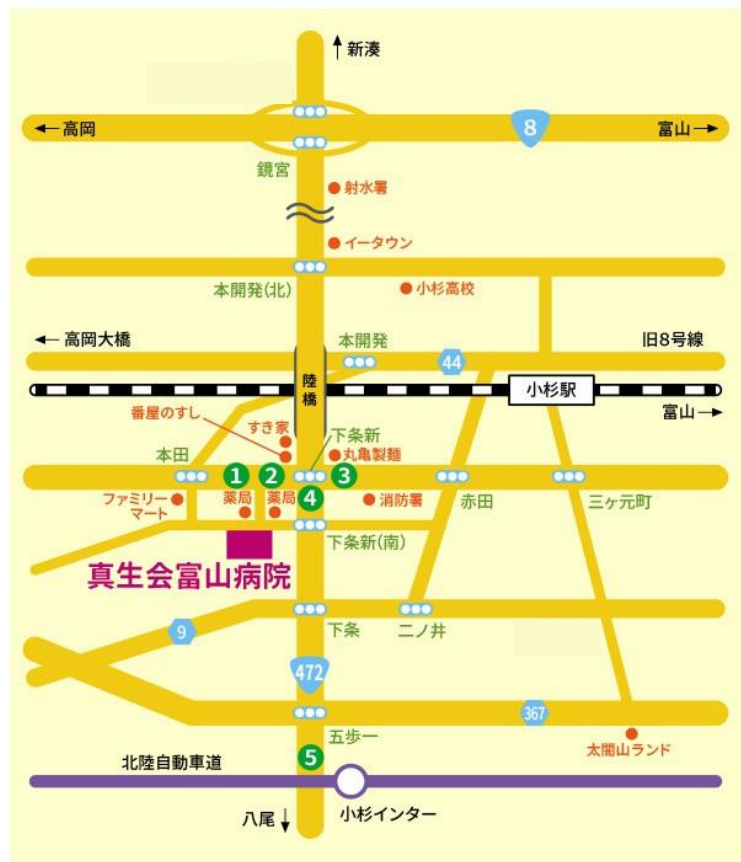 新湊
高岡
8
富山
鏡宮
射水署
イータウン
本開発(北)
小杉高校
高岡大橋
本開発
旧8号線
44
陸橋
小杉駅
富山
番屋のすし
すき家
下条新
本田
丸亀製麺
1
2
3
4
ファミリー
マート
薬局
薬局
消防署
赤田
三ヶ元町
下条新(南)
真生会富山病院
9
下条
二ノ井
472
367
五歩一
太閤山ランド
5
北陸自動車道
小杉インター
八尾